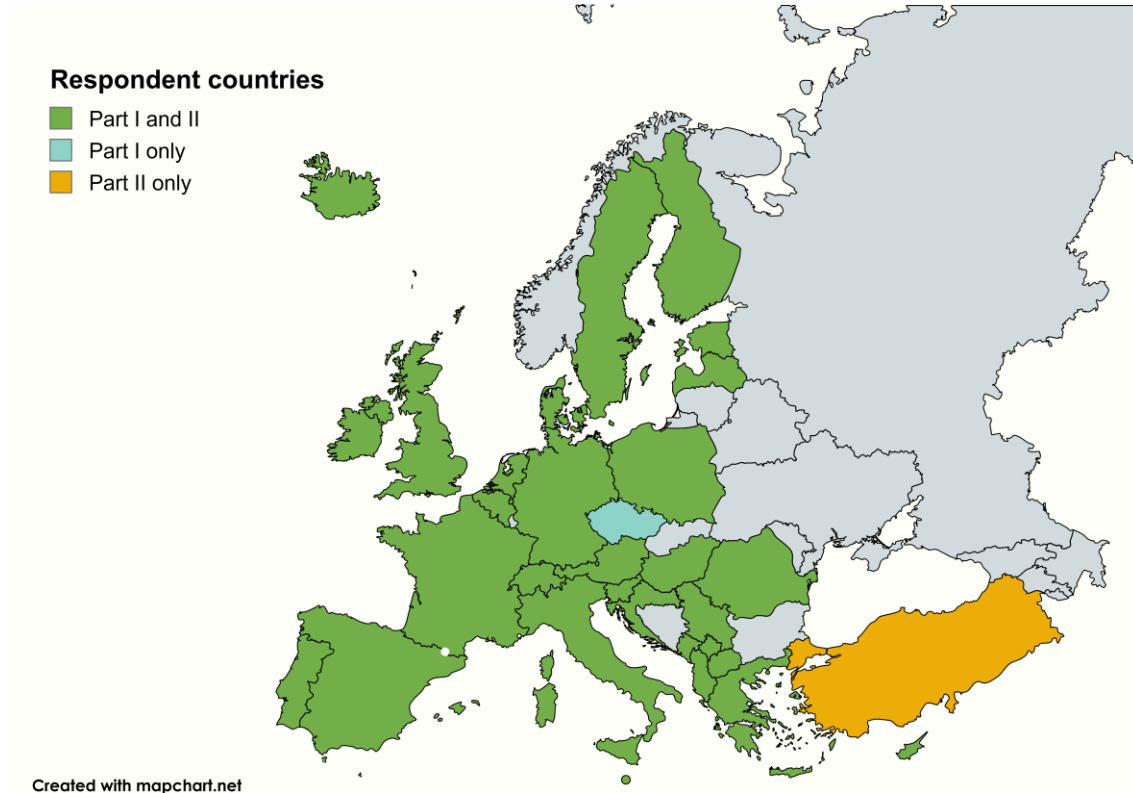 Respondent countries
Part I and II
Part I only
Part II only
Created with mapchart.net